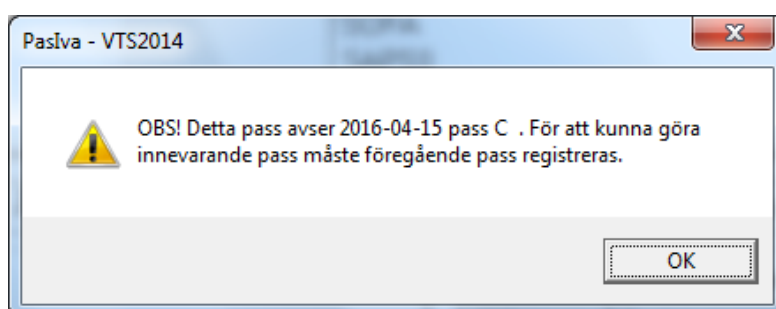 PasIva - VTS2014
OBS! Detta pass avser 2016-04-15 pass C  . För att kunna göra
innevarande pass måste föregående pass registreras.
OK